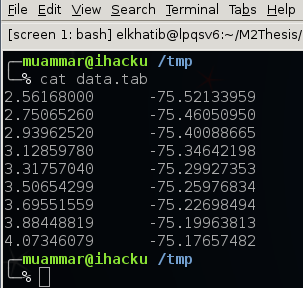 File Edit View Search Terminal Tabs Help
[screen 1: bash] elkhatib@lpqsv6:~/M2Thesis/
muammar@ihacku /tmp
% cat data.tab
2.56168000 -75.52133959
2.75065260 -75.46050950
2.93962520 -75.40088665
3.12859780 -75.34642198
3.31757040 -75.29927353
3.50654299 -75.25976834
3.69551559 -75.22698494
3.88448819 -75.19963813
4.07346079 -75.17657482
muammar@ihacku /tmp
%